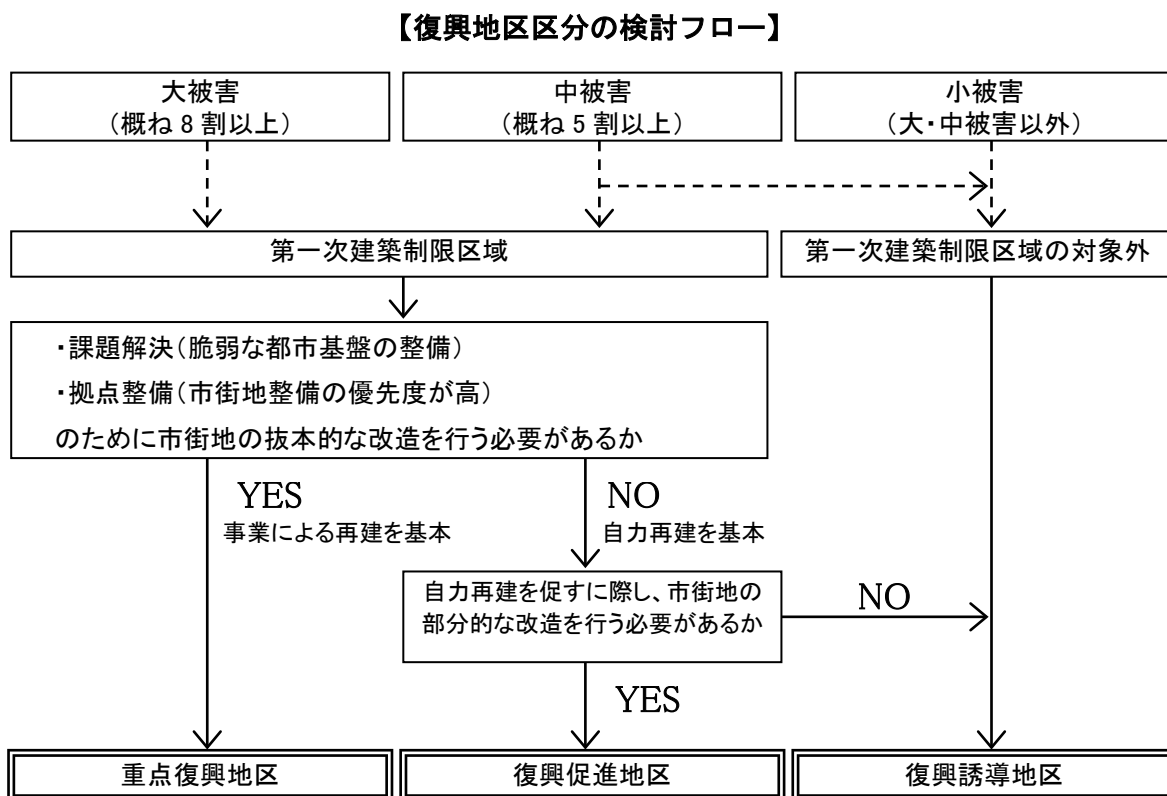 【復興地区区分の検討フロー】
大被害
(概ね8割以上)
中被害
(概ね5割以上)
小被害
(大・中被害以外)
第一次建築制限区域
第一次建築制限区域の対象外
・課題解決(脆弱な都市基盤の整備)
・拠点整備(市街地整備の優先度が高)
のために市街地の抜本的な改造を行う必要があるか
YES
事業による再建を基本
NO
自力再建を基本
自力再建を促すに際し、市街地の
部分的な改造を行う必要があるか
NO
YES
重点復興地区
復興促進地区
復興誘導地区